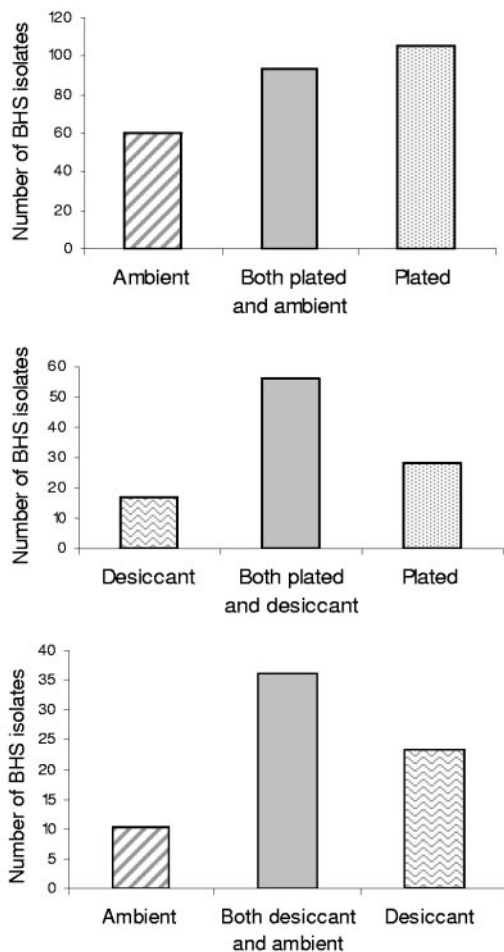 Number of BHS isolates
120
100
80
60
40
20
0
Ambient
Both plated
and ambient
Plated
Number of BHS isolates
60
50
40
30
20
10
0
Desiccant
Both plated
and desiccant
Plated
Number of BHS isolates
40
35
30
25
20
15
10
5
0
Ambient
Both desiccant
and ambient
Desiccant